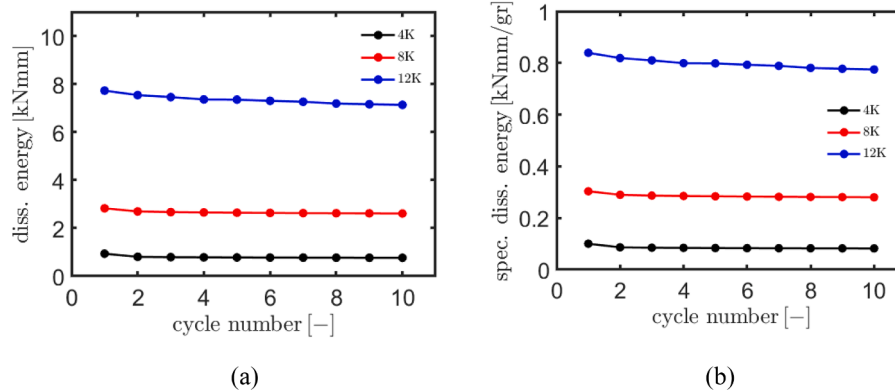 10
8
6
4
2
0
diss. energy [kNmm]
0
2
4
6
8
10
cycle number [−]
4K
8K
12K
(a)
1
0.8
0.6
0.4
0.2
0
spec. diss. energy [kNmm/gr]
0
2
4
6
8
10
cycle number [−]
4K
8K
12K
(b)